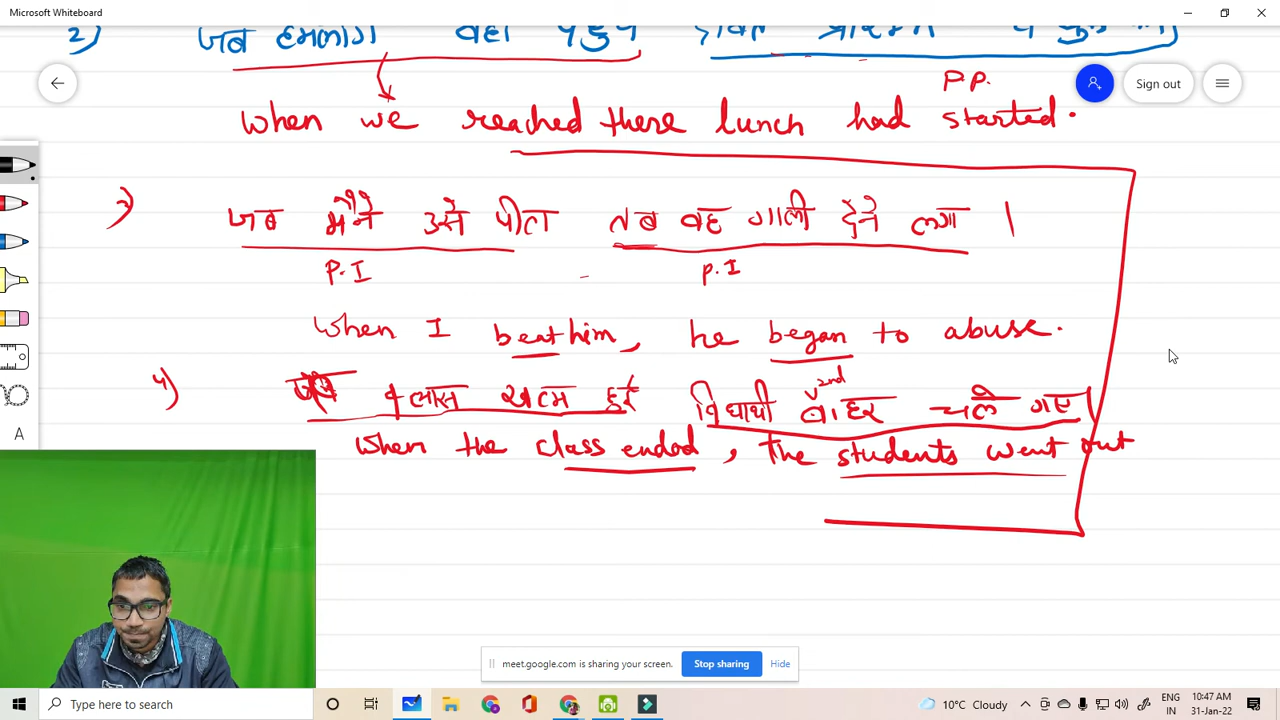 Microsoft Whiteboard
2) जब हमलोग वहाँ पहुँचे
Sign out
P.P.
When we reached there lunch had started.
3) जब मैंने उसे पीटा तब वह गाली देने लगा ।
P.I P.I
When I beat him, he began to abuse.
2nd
4) क्लास खत्म हुई विद्यार्थी बाहर चले गए।
When the class ended, the students went out
A
meet.google.com is sharing your screen. Stop sharing Hide
Type here to search
10°C Cloudy
ENG
IN
10:47 AM
31-Jan-22